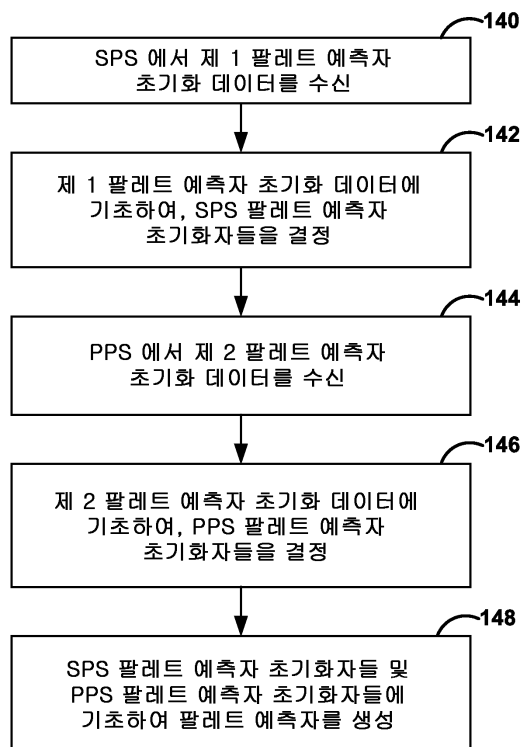 140
SPS 에서 제 1 팔레트 예측자
초기화 데이터를 수신
142
제 1 팔레트 예측자 초기화 데이터에
기초하여, SPS 팔레트 예측자
초기화자들을 결정
144
PPS 에서 제 2 팔레트 예측자
초기화 데이터를 수신
146
제 2 팔레트 예측자 초기화 데이터에
기초하여, PPS 팔레트 예측자
초기화자들을 결정
148
SPS 팔레트 예측자 초기화자들 및
PPS 팔레트 예측자 초기화자들에
기초하여 팔레트 예측자를 생성